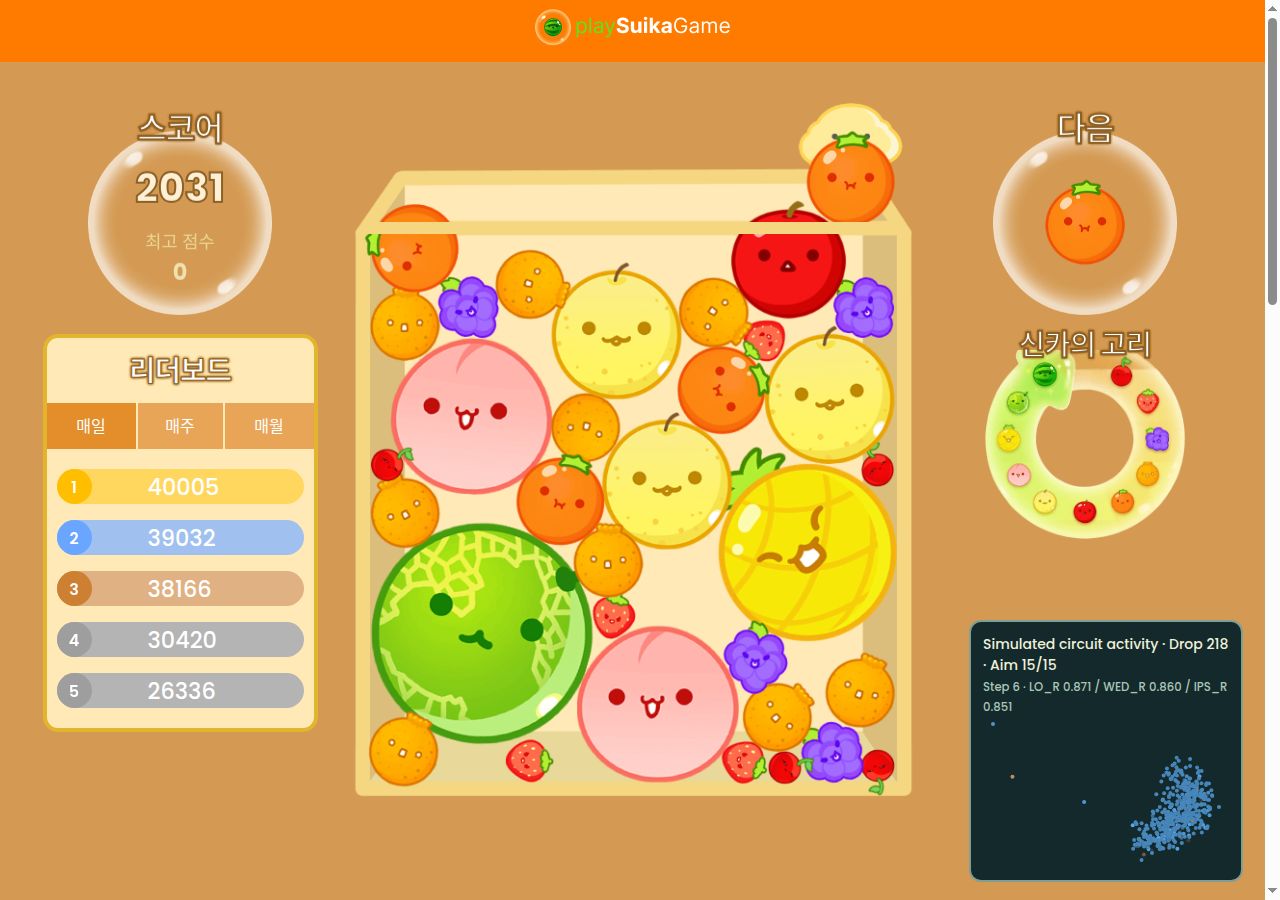 playSuikaGame
스코어
2031
최고 점수
0
리더보드
매일 매주 매월
1 40005
2 39032
3 38166
4 30420
5 26336
다음
신카의 고리
Simulated circuit activity · Drop 218
· Aim 15/15
Step 6 · LO_R 0.871 / WED_R 0.860 / IPS_R
0.851